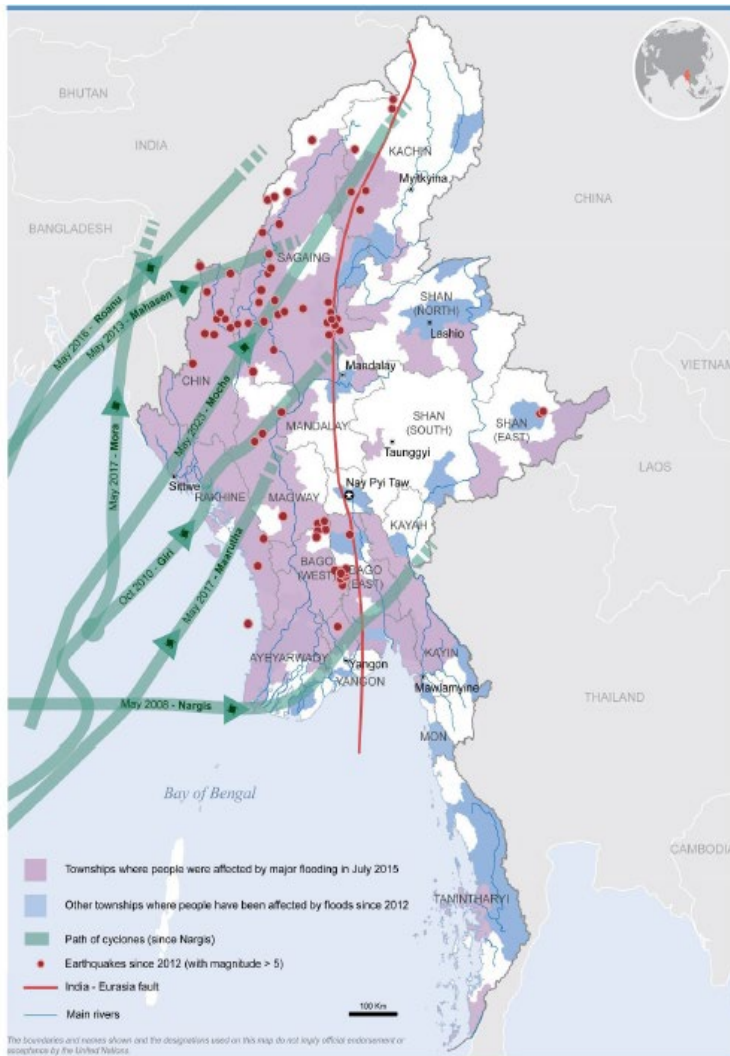 BHUTAN
INDIA
KACHIN
Myitkyina
CHINA
BANGLADESH
SAGAING
May 2016 - Roanu
May 2013 - Mahasen
SHAN
(NORTH)
Lashio
VIETNAM
Mandalay
CHIN
May 2023 - Mocha
May 2017 - Mora
MANDALAY
SHAN
(SOUTH)
SHAN
(EAST)
Taunggyi
LAOS
Sittwe
RAKHINE
MAGWAY
Nay Pyi Taw
KAYAH
Oct 2010 - Giri
May 2017 - Maarutha
BAGO
(WEST)
BAGO
(EAST)
AYEYARWADY
Yangon
YANGON
KAYIN
Mawlamyine
THAILAND
May 2008 - Nargis
MON
Bay of Bengal
CAMBODIA
TANINTHARYI
Townships where people were affected by major flooding in July 2015
Other townships where people have been affected by floods since 2012
Path of cyclones (since Nargis)
Earthquakes since 2012 (with magnitude > 5)
India - Eurasia fault
Main rivers
100 Km
The boundaries and names shown and the designations used on this map do not imply official endorsement or
acceptance by the United Nations.